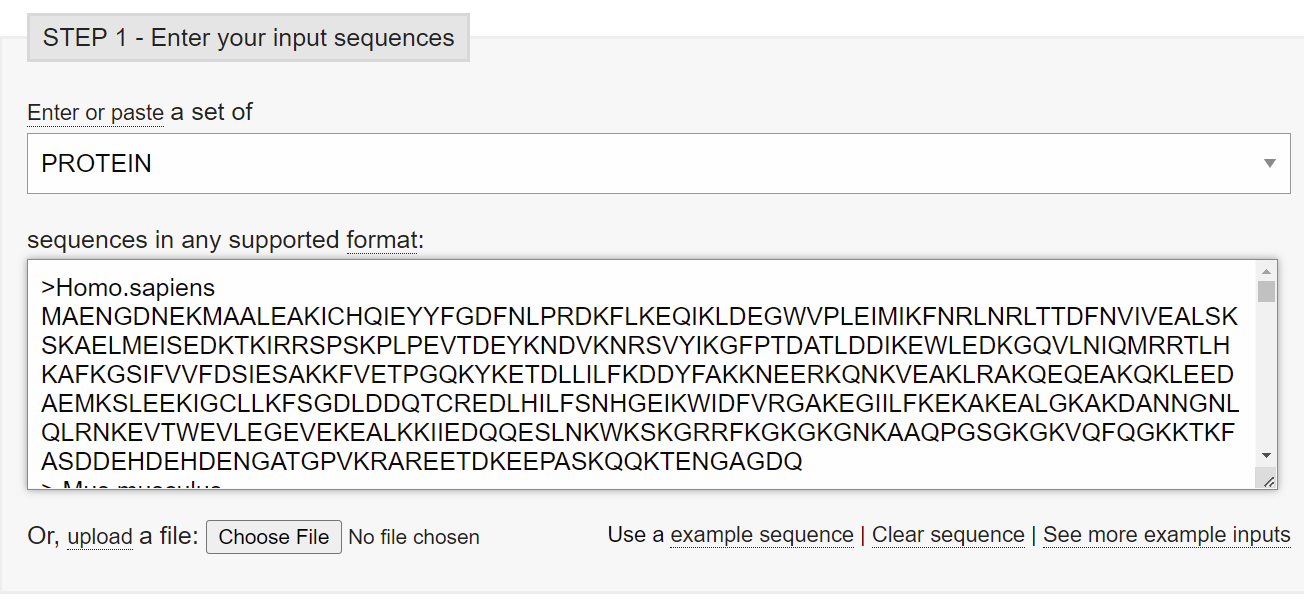 STEP 1 - Enter your input sequences
Enter or paste a set of
PROTEIN
sequences in any supported format:
>Homo.sapiens
MAENGDNEKMAALEAKICHQIEYYFGDFNLPRDKFLKEQIKLDEGWVPLEIMIKFNRLNRLTTDFNVIVEALSK
SKAELMEISEDKTKIRRSPSKPLPEVTDEYKNDVKNRSVYIKGFPTDATLDDIKEWLEDKGQVLNIQMRRTLH
KAFKGSIFVVFDSIESAKKFVETPGQKYKETDLLILFKDDYFAKKNEERKQNKVEAKLRAKQEQEAKQKLEED
AEMKSLEEKIGCLLKFSGDLDDQTCREDLHILFSNHGEIKWIDFVRGAKEGIILFKEKAKEALGKAKDANNGNL
QLRNKEVTWEVLEGEVEKEALKKIIEDQQESLNKWKSKGRRFKGKGKGNKAAQPGSGKGKVQFQGKKTKF
ASDDEHDEHDENGATGPVKRAREETDKEEPASKQQKTENGAGDQ
> Mus.musculus
Or, upload a file: Choose File No file chosen Use a example sequence | Clear sequence | See more example inputs